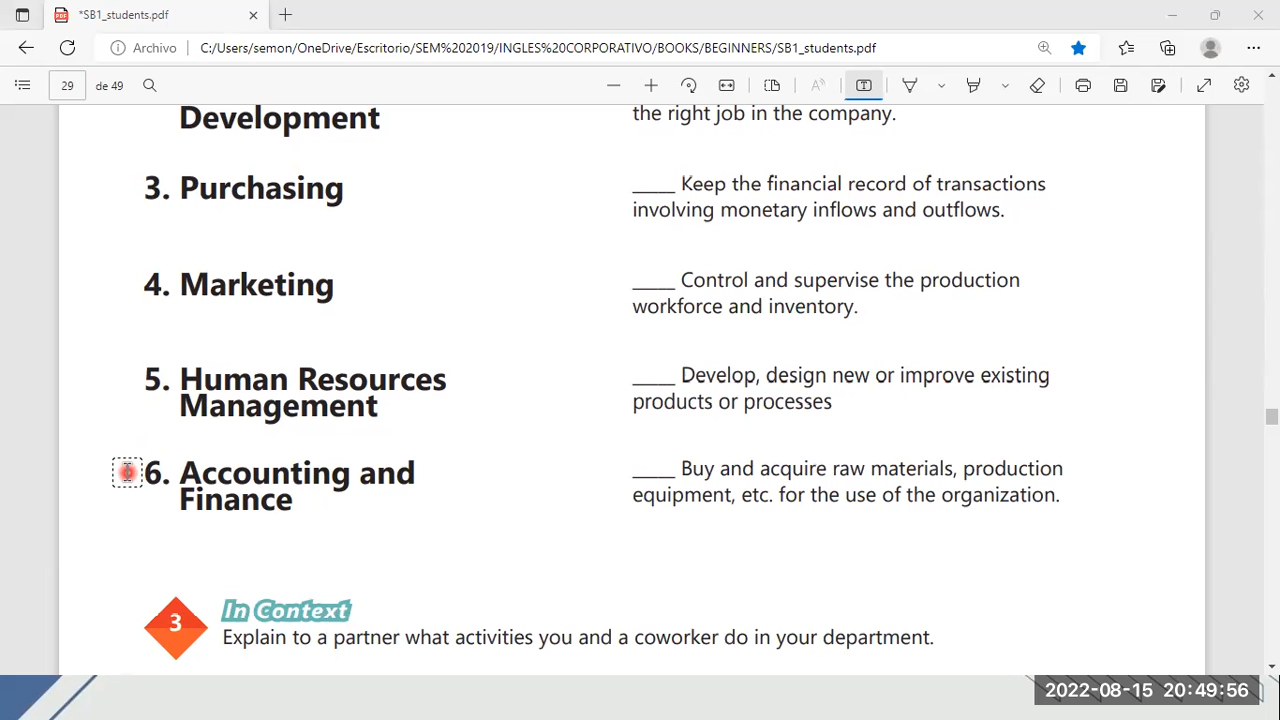 *SB1_students.pdf
Archivo
C:/Users/semon/OneDrive/Escritorio/SEM%202019/INGLES%20CORPORATIVO/BOOKS/BEGINNERS/SB1_students.pdf
29 de 49
Development
the right job in the company.
3. Purchasing
____ Keep the financial record of transactions
involving monetary inflows and outflows.
4. Marketing
____ Control and supervise the production
workforce and inventory.
5. Human Resources
Management
____ Develop, design new or improve existing
products or processes
6. Accounting and
Finance
____ Buy and acquire raw materials, production
equipment, etc. for the use of the organization.
3
In Context
Explain to a partner what activities you and a coworker do in your department.
2022-08-15 20:49:56